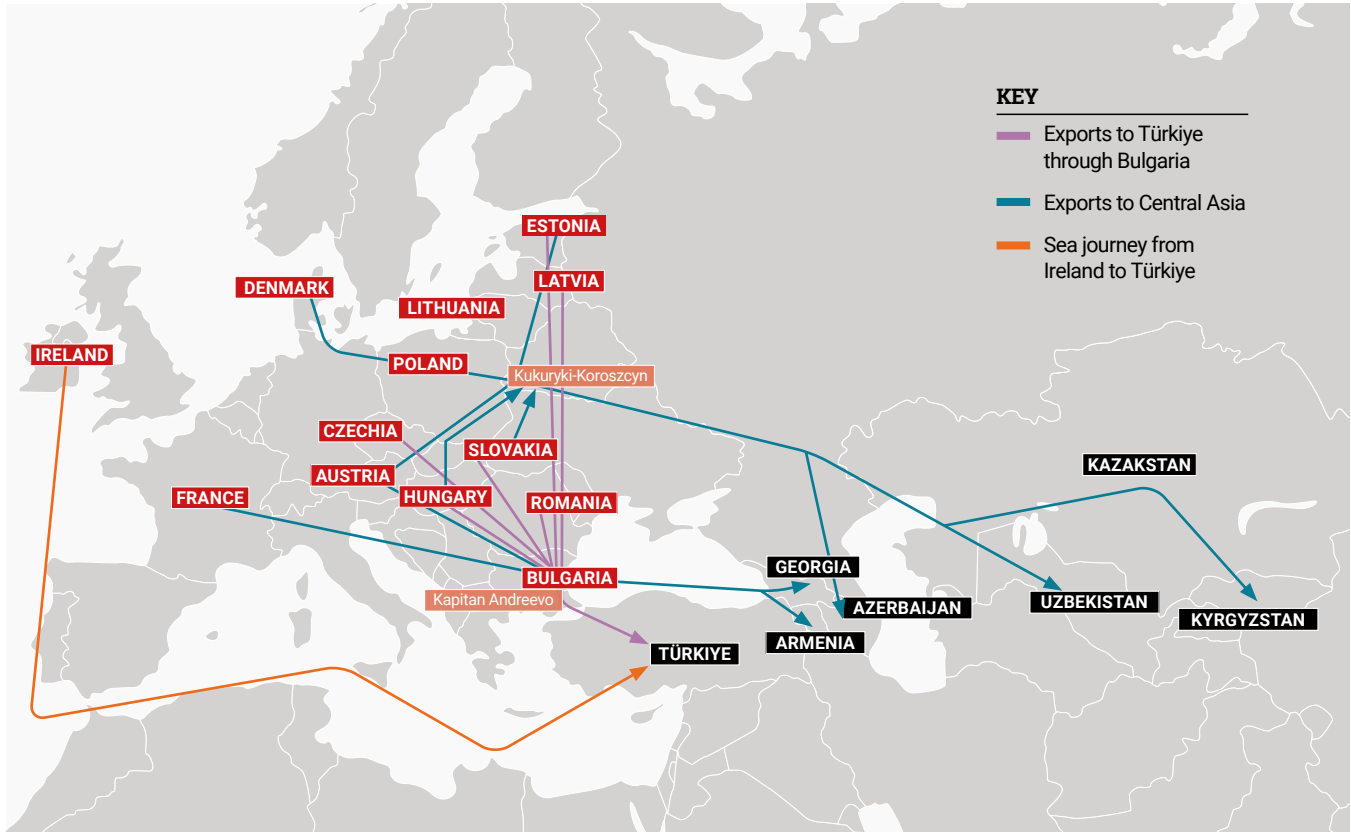 KEY
Exports to Türkiye
through Bulgaria
Exports to Central Asia
Sea journey from
Ireland to Türkiye
ESTONIA
LATVIA
DENMARK
LITHUANIA
IRELAND
POLAND
Kukuryki-Koroszcyn
CZECHIA
SLOVAKIA
KAZAKSTAN
AUSTRIA
FRANCE
HUNGARY
ROMANIA
GEORGIA
BULGARIA
Kapitan Andreevo
AZERBAIJAN
UZBEKISTAN
KYRGYZSTAN
ARMENIA
TÜRKIYE